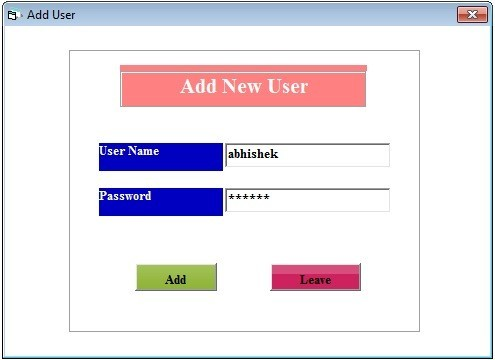 Add User
Add New User
User Name abhishek
Password ******
Add Leave